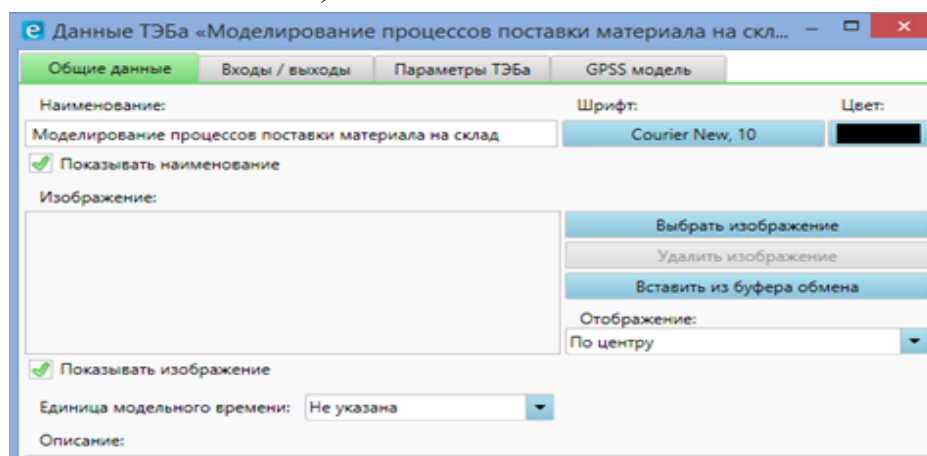 Данные ТЭБа «Моделирование процессов поставки материала на скл...
Общие данные Входы / выходы Параметры ТЭБа GPSS модель
Наименование: Шрифт: Цвет:
Моделирование процессов поставки материала на склад Courier New, 10
Показывать наименование
Изображение:
Выбрать изображение
Удалить изображение
Вставить из буфера обмена
Отображение:
По центру
Показывать изображение
Единица модельного времени: Не указана
Описание: